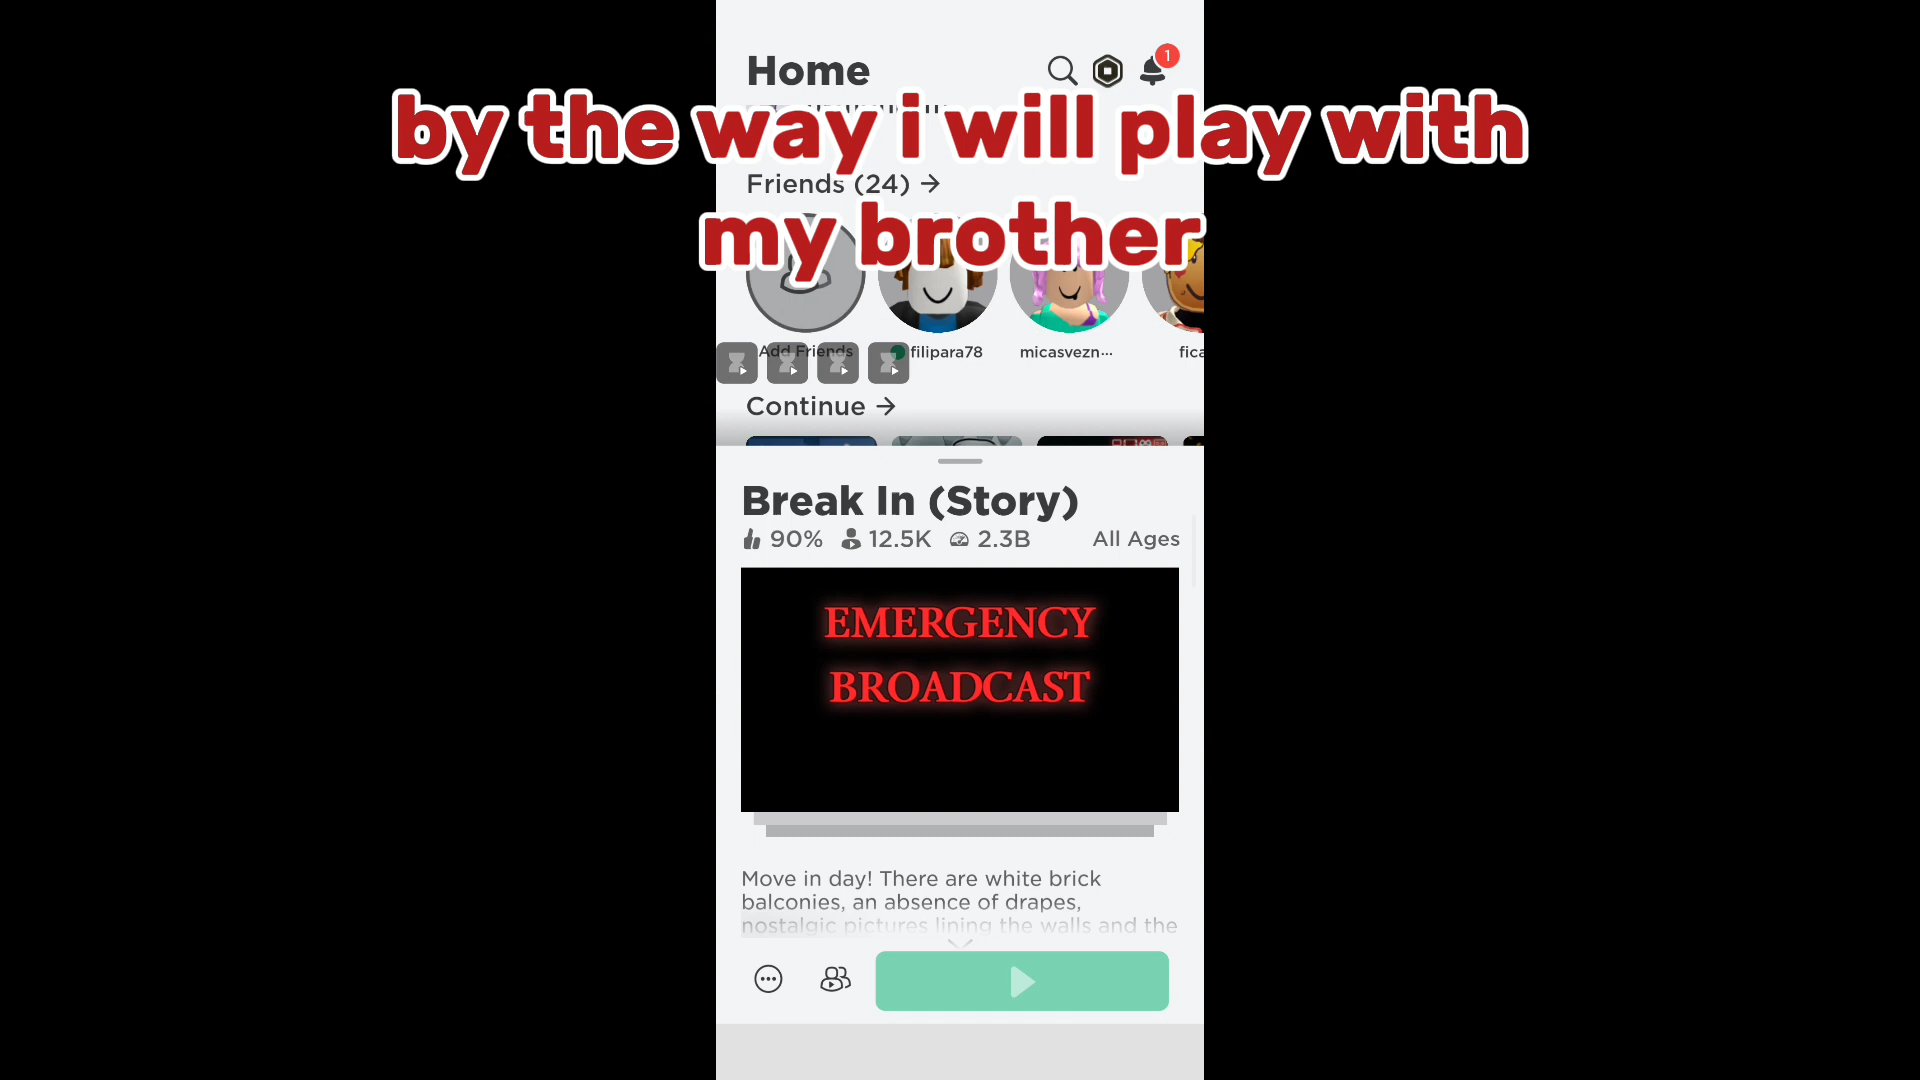 Home
1
by the way i will play with
Friends (24) →
my brother
Add Friends
filipara78
micasvezn...
fica
Continue →
Break In (Story)
90% 12.5K 2.3B All Ages
EMERGENCY
BROADCAST
Move in day! There are white brick
balconies, an absence of drapes,
nostalgic pictures lining the walls and the